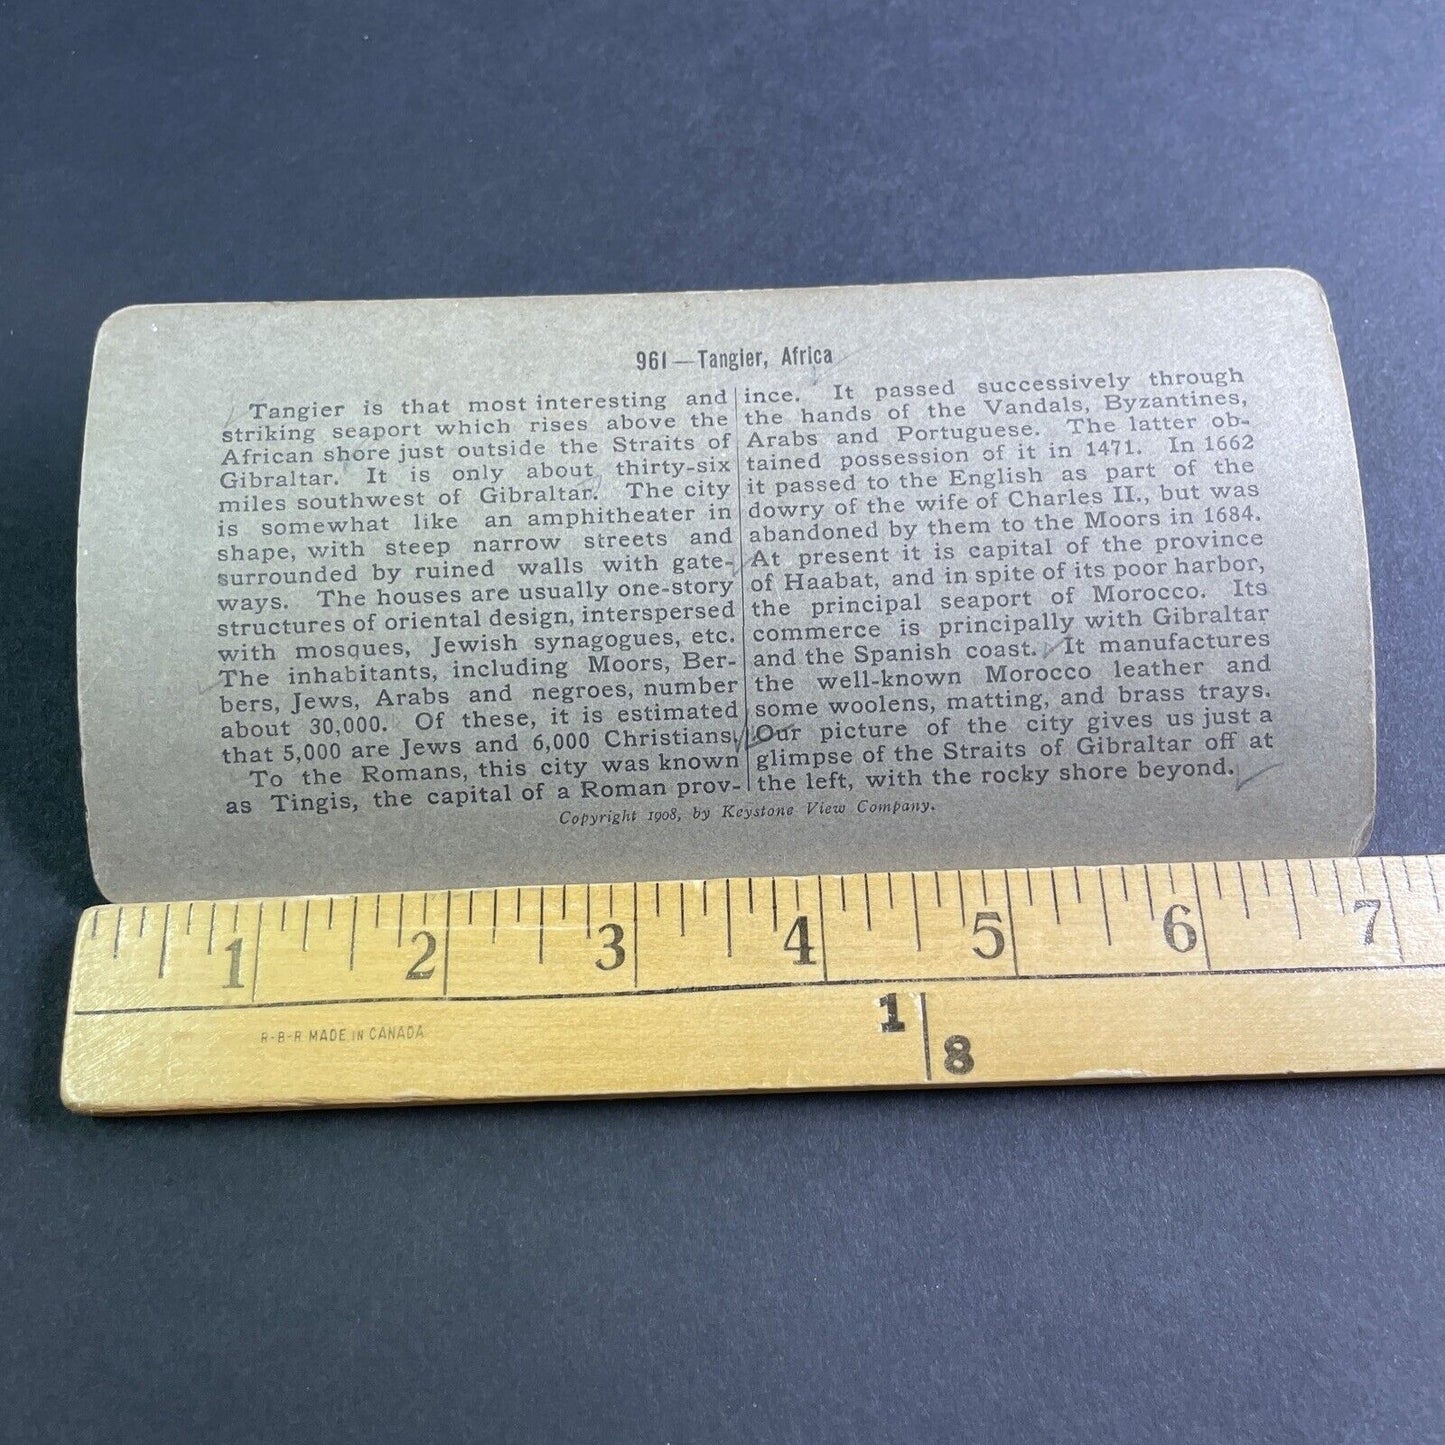 961 — Tangier, Africa
Tangier is that most interesting and
striking seaport which rises above the
African shore just outside the Straits of
Gibraltar. It is only about thirty-six
miles southwest of Gibraltar. The city
is somewhat like an amphitheater in
shape, with steep narrow streets and
surrounded by ruined walls with gate-
ways. The houses are usually one-story
structures of oriental design, interspersed
with mosques, Jewish synagogues, etc.
The inhabitants, including Moors, Ber-
bers, Jews, Arabs and negroes, number
about 30,000. Of these, it is estimated
that 5,000 are Jews and 6,000 Christians.
To the Romans, this city was known
as Tingis, the capital of a Roman prov-
ince. It passed successively through
the hands of the Vandals, Byzantines,
Arabs and Portuguese. The latter ob-
tained possession of it in 1471. In 1662
it passed to the English as part of the
dowry of the wife of Charles II., but was
abandoned by them to the Moors in 1684.
At present it is capital of the province
of Haabat, and in spite of its poor harbor,
the principal seaport of Morocco. Its
commerce is principally with Gibraltar
and the Spanish coast. It manufactures
the well-known Morocco leather and
some woolens, matting, and brass trays.
Our picture of the city gives us just a
glimpse of the Straits of Gibraltar off at
the left, with the rocky shore beyond.
Copyright 1908, by Keystone View Company.
1 2 3 4 5 6 7
1
8
R-B-R MADE IN CANADA